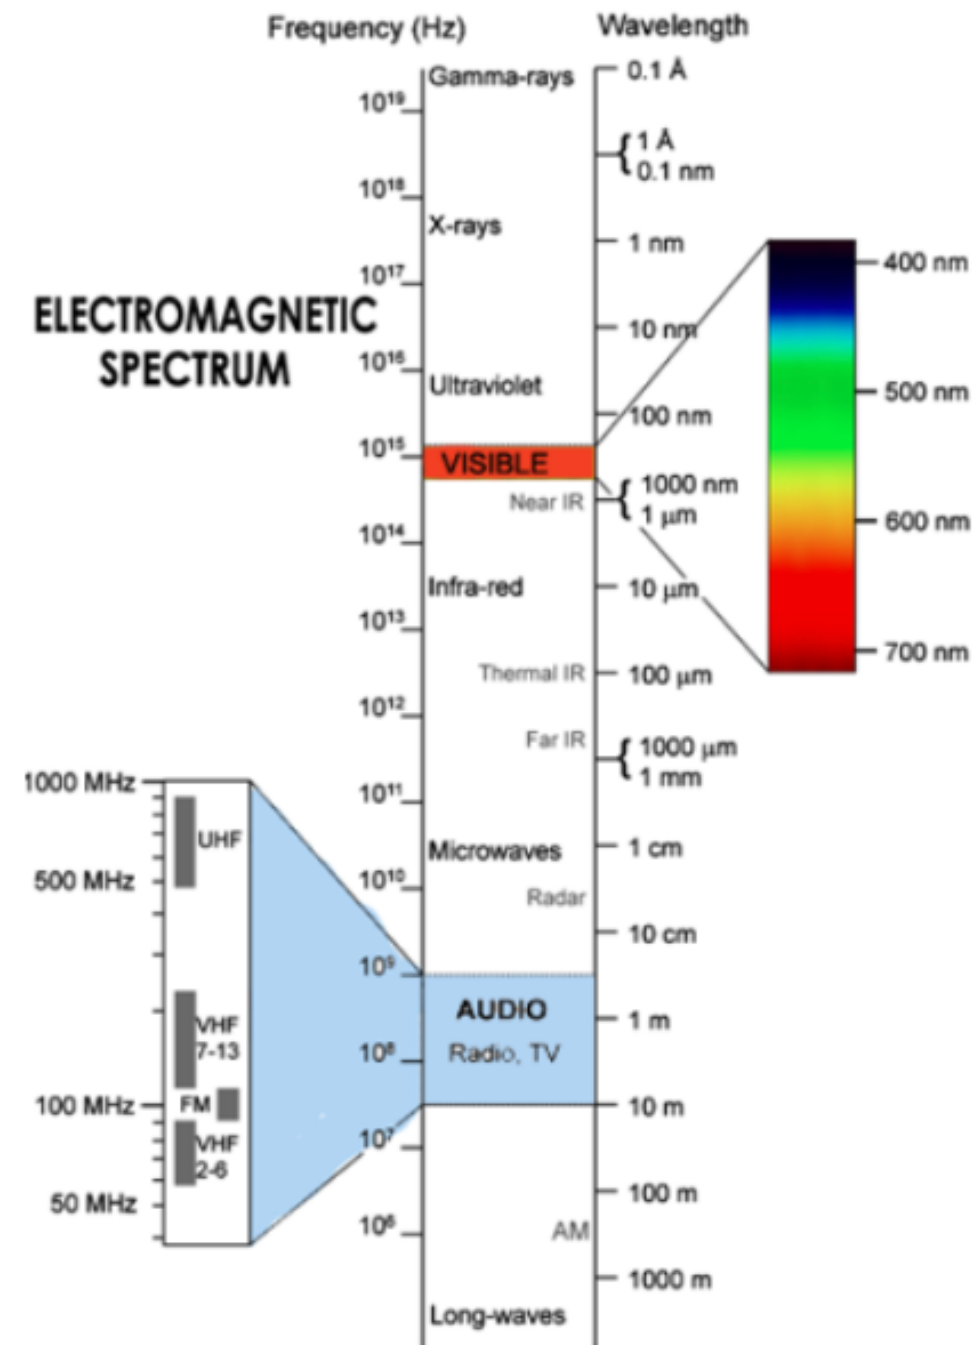 Frequency (Hz)
Wavelength
ELECTROMAGNETIC
SPECTRUM
10¹⁹
10¹⁸
10¹⁷
10¹⁶
10¹⁵
10¹⁴
10¹³
10¹²
10¹¹
10¹⁰
10⁹
10⁸
10⁷
10⁶
Gamma-rays
X-rays
Ultraviolet
VISIBLE
Near IR
Infra-red
Thermal IR
Far IR
Microwaves
Radar
AUDIO
Radio, TV
AM
Long-waves
0.1 Å
1 Å
0.1 nm
1 nm
10 nm
100 nm
1000 nm
1 µm
10 µm
100 µm
1000 µm
1 mm
1 cm
10 cm
1 m
10 m
100 m
1000 m
400 nm
500 nm
600 nm
700 nm
1000 MHz
500 MHz
100 MHz
50 MHz
UHF
VHF
7-13
FM
VHF
2-6